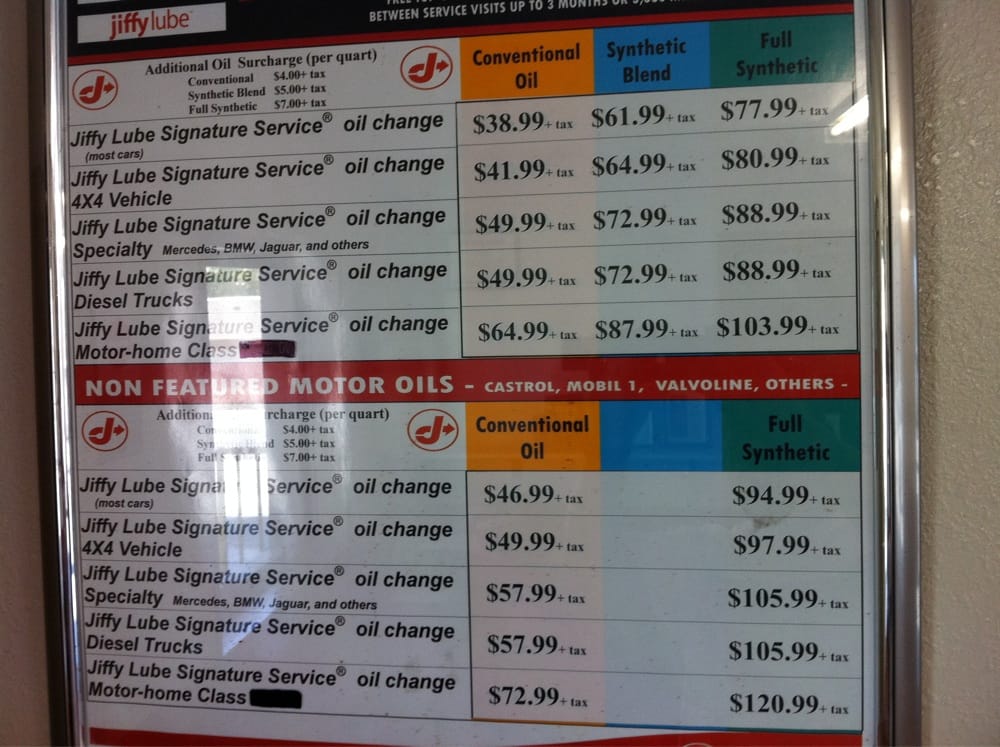 jiffy lube
BETWEEN SERVICE VISITS UP TO 3 MONTHS OR
Additional Oil Surcharge (per quart)
Conventional $4.00+ tax
Synthetic Blend $5.00+ tax
Full Synthetic $7.00+ tax
Conventional Oil
Synthetic Blend
Full Synthetic
Jiffy Lube Signature Service® oil change $38.99+ tax $61.99+ tax $77.99+ tax
(most cars)
Jiffy Lube Signature Service® oil change $41.99+ tax $64.99+ tax $80.99+ tax
4X4 Vehicle
Jiffy Lube Signature Service® oil change $49.99+ tax $72.99+ tax $88.99+ tax
Specialty Mercedes, BMW, Jaguar, and others
Jiffy Lube Signature Service® oil change $49.99+ tax $72.99+ tax $88.99+ tax
Diesel Trucks
Jiffy Lube Signature Service® oil change $64.99+ tax $87.99+ tax $103.99+ tax
Motor-home Class
NON FEATURED MOTOR OILS - CASTROL, MOBIL 1, VALVOLINE, OTHERS -
Additional Surcharge (per quart)
Conventional $4.00+ tax
Synthetic Blend $5.00+ tax
Full $7.00+ tax
Conventional Oil
Full Synthetic
Jiffy Lube Signature Service® oil change $46.99+ tax $94.99+ tax
(most cars)
Jiffy Lube Signature Service® oil change $49.99+ tax $97.99+ tax
4X4 Vehicle
Jiffy Lube Signature Service® oil change $57.99+ tax $105.99+ tax
Specialty Mercedes, BMW, Jaguar, and others
Jiffy Lube Signature Service® oil change $57.99+ tax $105.99+ tax
Diesel Trucks
Jiffy Lube Signature Service® oil change $72.99+ tax $120.99+ tax
Motor-home Class